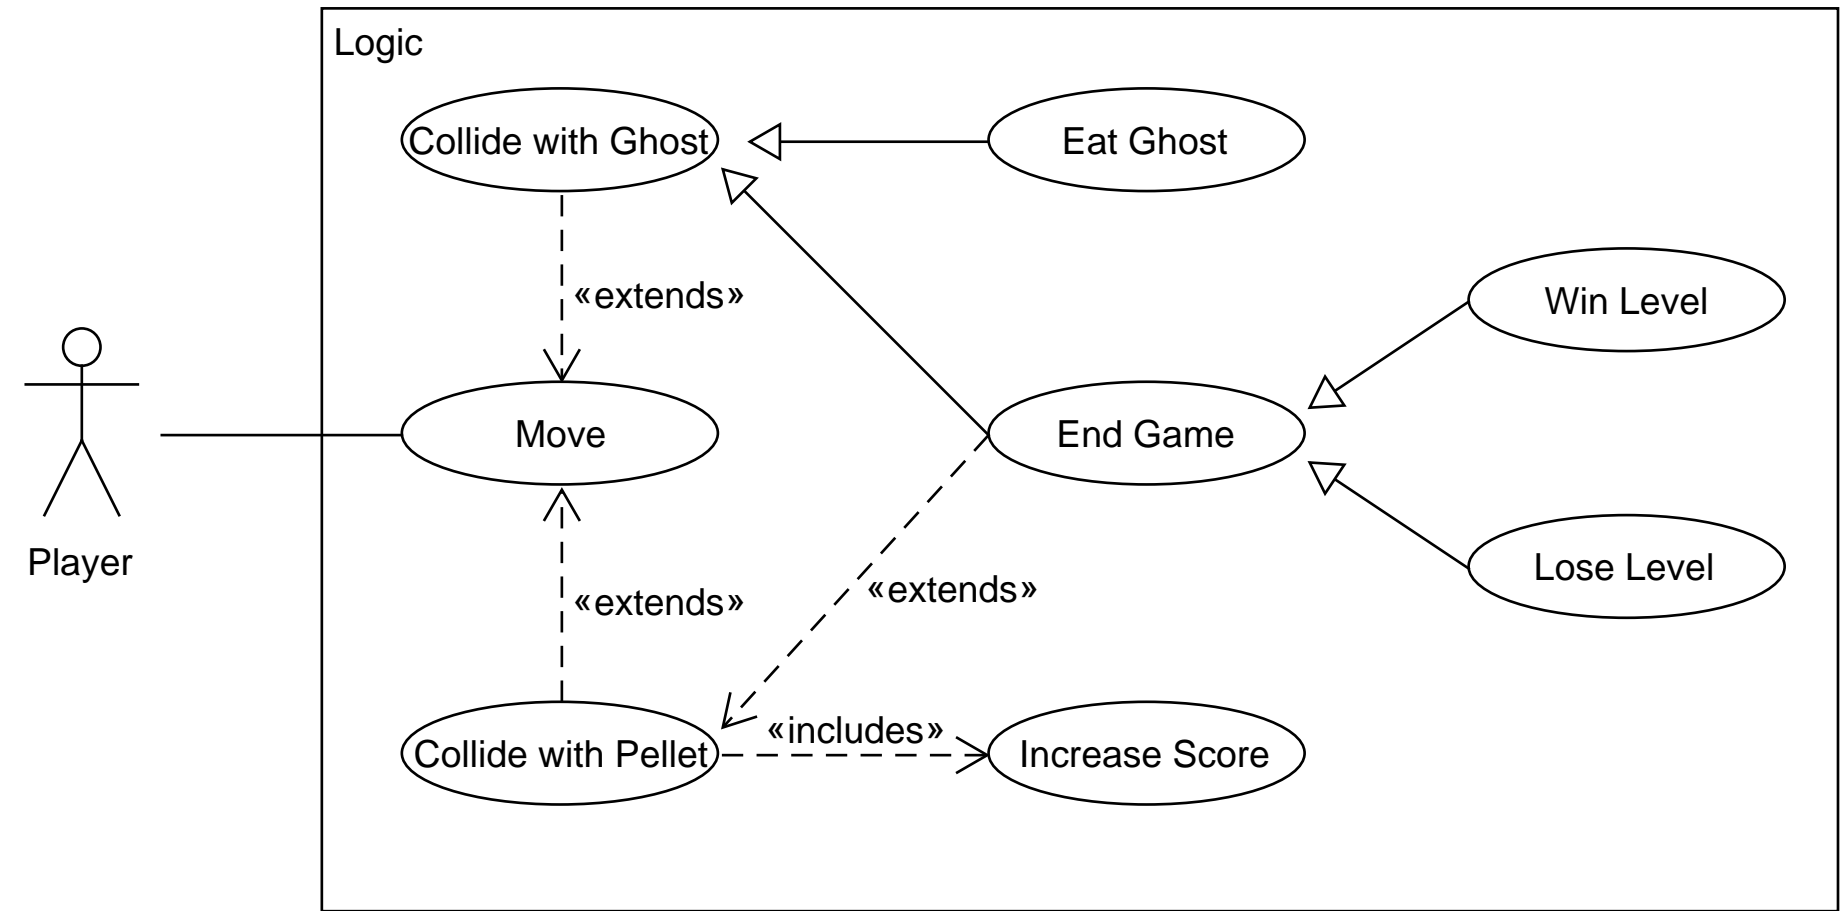 Logic
Collide with Ghost
Eat Ghost
«extends»
Win Level
Move
End Game
Player
Lose Level
«extends»
«extends»
«includes»
Collide with Pellet
Increase Score